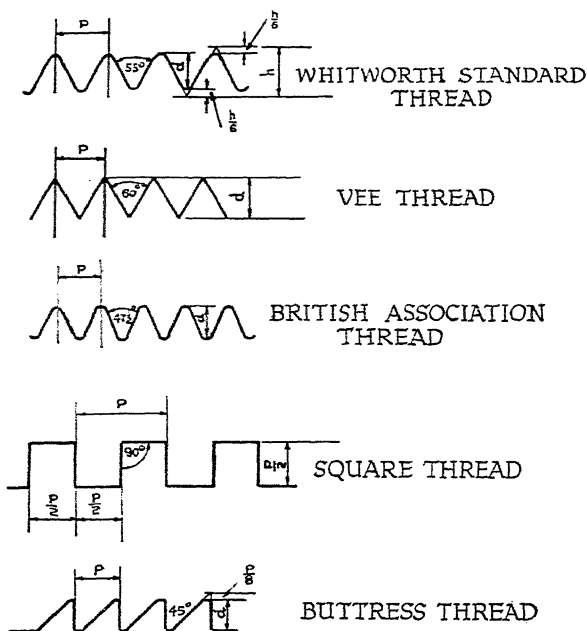 h/6
P
55°
d
h
WHITWORTH STANDARD
THREAD
h/6
P
60°
d
VEE THREAD
P
47½°
d
BRITISH ASSOCIATION
THREAD
P
90°
P/2
SQUARE THREAD
P/2
P/2
P/8
P
45°
d
BUTTRESS THREAD